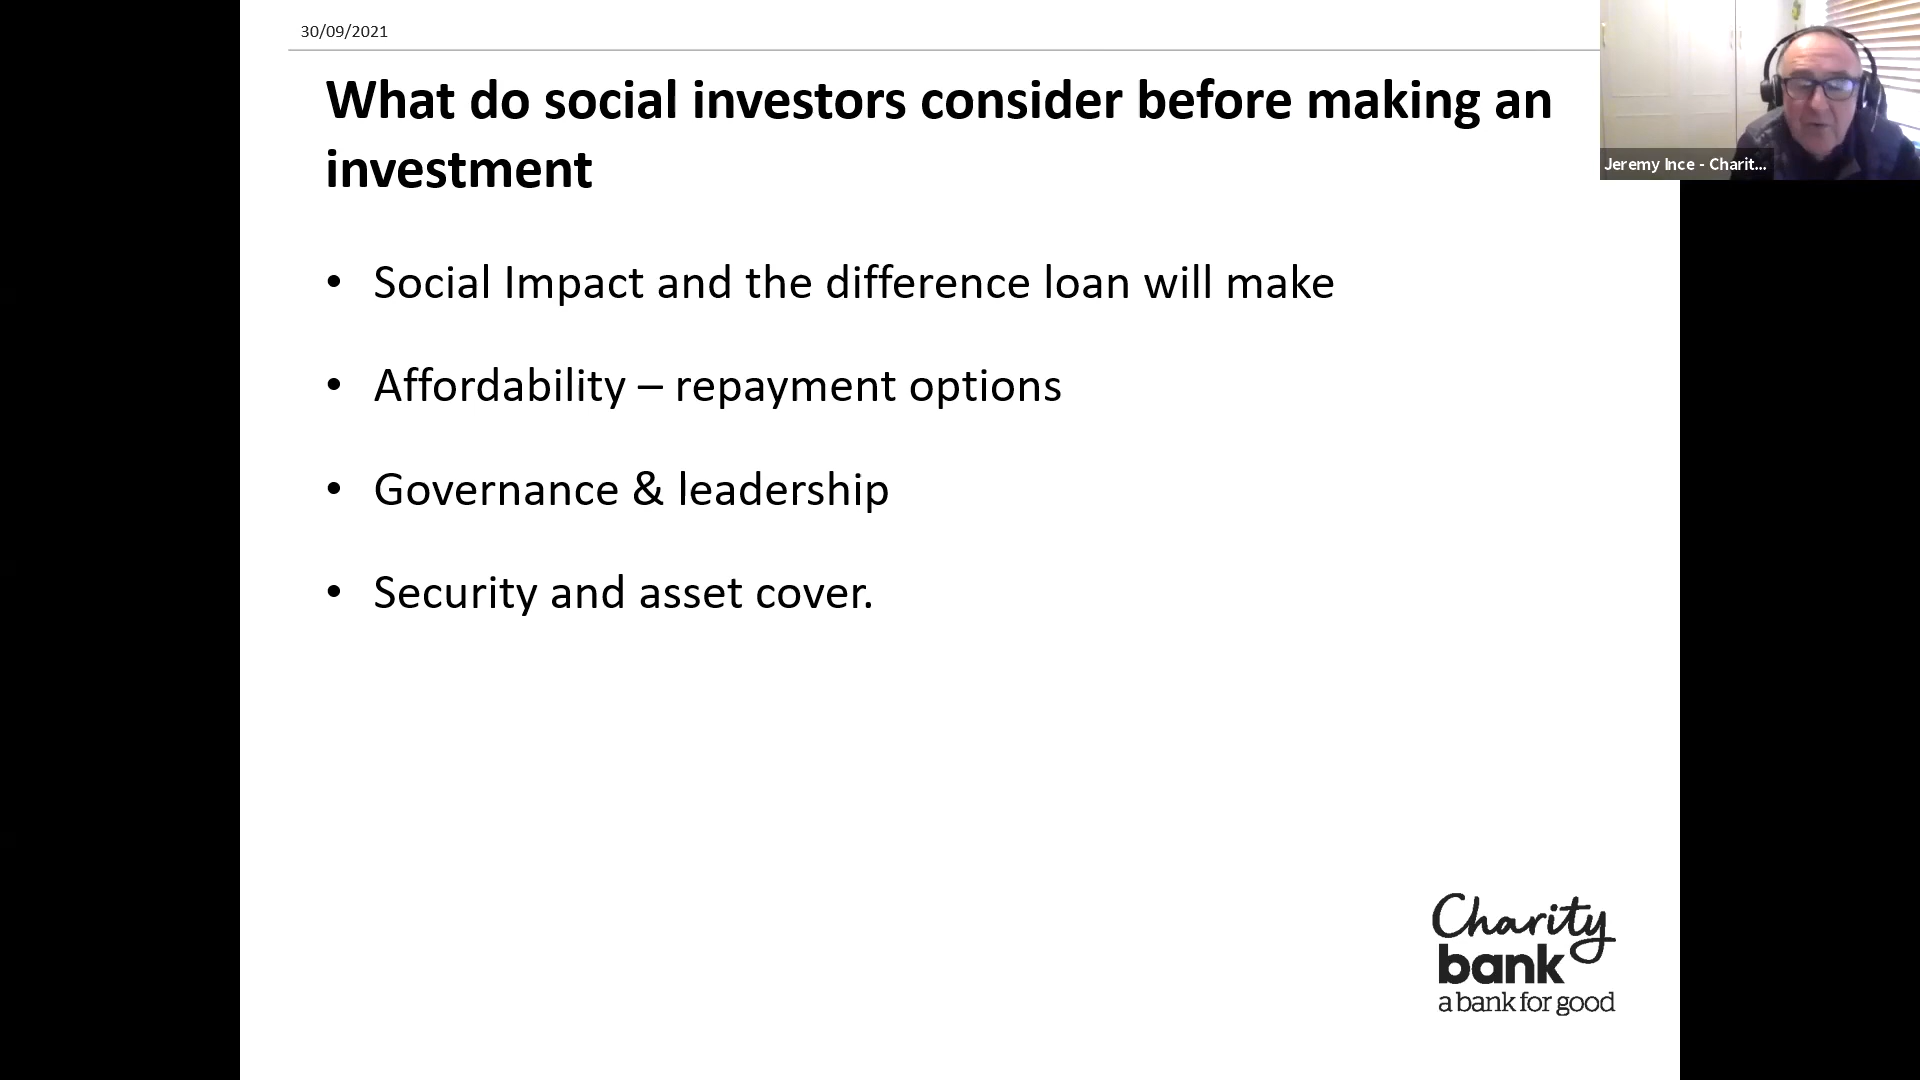 30/09/2021
What do social investors consider before making an
investment
• Social Impact and the difference loan will make
• Affordability – repayment options
• Governance & leadership
• Security and asset cover.
Jeremy Ince - Charit...
Charity
bank
a bank for good